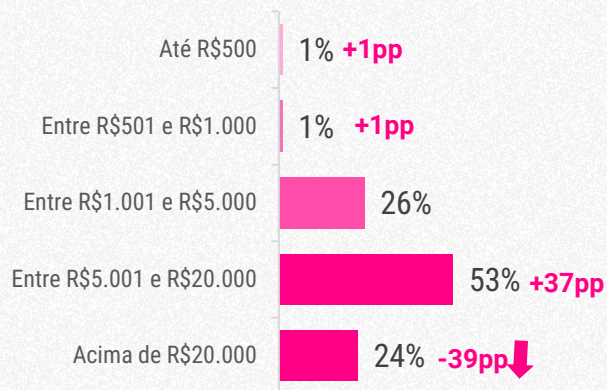 Até R$500 1% +1pp
Entre R$501 e R$1.000 1% +1pp
Entre R$1.001 e R$5.000 26%
Entre R$5.001 e R$20.000 53% +37pp
Acima de R$20.000 24% -39pp